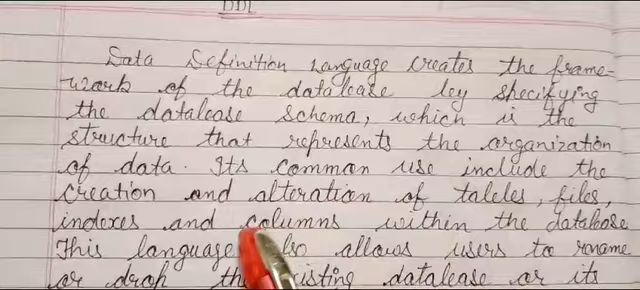 DDL
Data Definition Language creates the frame-
work of the database by specifying
the database schema, which is the
structure that represents the organization
of data. Its common use include the
creation and alteration of tables, files,
indexes and columns within the database
This language also allows users to rename
or drop the existing database or its